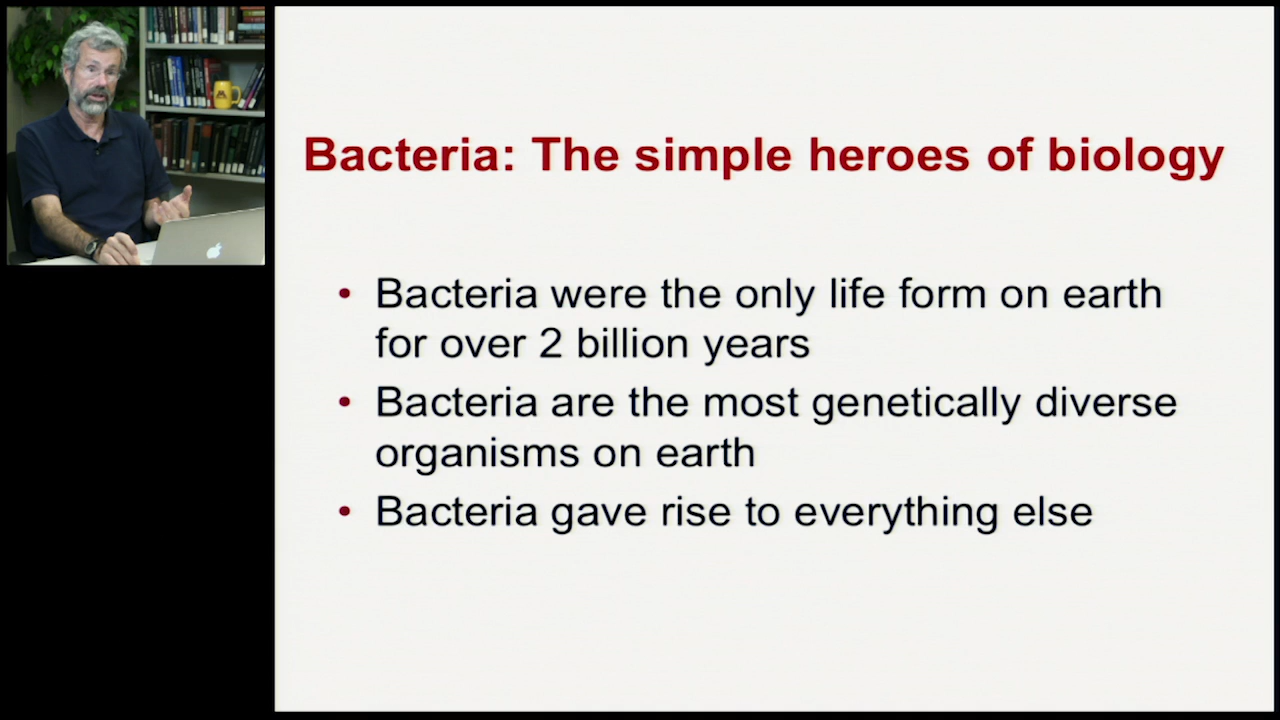 Bacteria: The simple heroes of biology
• Bacteria were the only life form on earth
for over 2 billion years
• Bacteria are the most genetically diverse
organisms on earth
• Bacteria gave rise to everything else